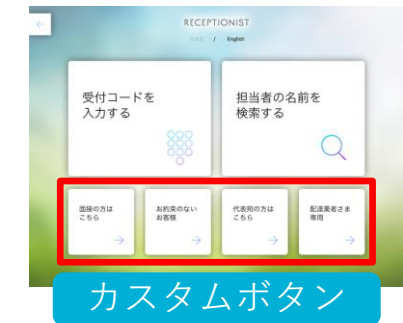 RECEPTIONIST
日本語 / English
受付コードを
入力する
担当者の名前を
検索する
面接の方は
こちら
お約束のない
お客様
代表宛の方は
こちら
配達業者さま
専用
カスタムボタン